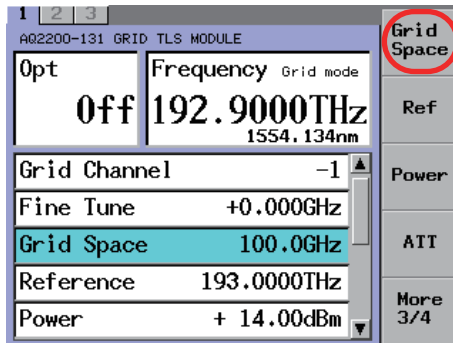 1 2 3
AQ2200-131 GRID TLS MODULE
Opt
Off
Frequency Grid mode
192.9000THz
1554.134nm
Grid Channel -1
Fine Tune +0.000GHz
Grid Space 100.0GHz
Reference 193.0000THz
Power + 14.00dBm
Grid
Space
Ref
Power
ATT
More
3/4